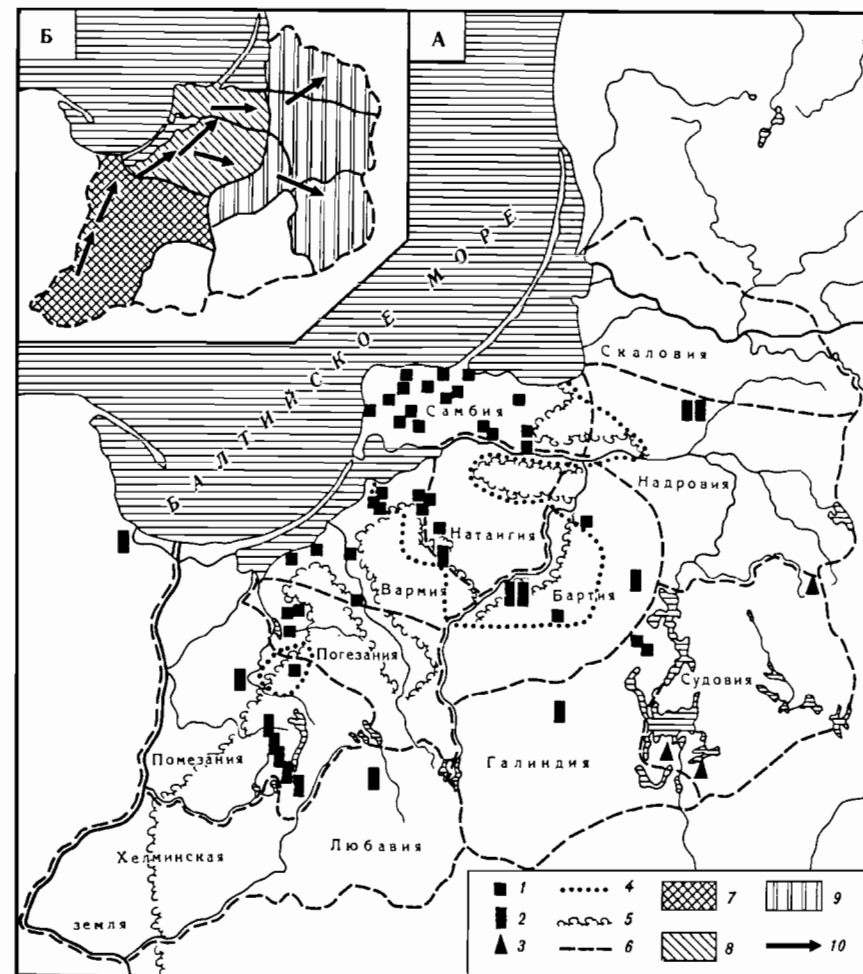 Б
А
БАЛТИЙСКОЕ МОРЕ
Скаловия
Самбия
Надровия
Натангия
Вармия
Бартия
Погезания
Судовия
Помезания
Галиндия
Любавия
Хелминская
земля
1 4 7 9
2 5
3 6 8 10